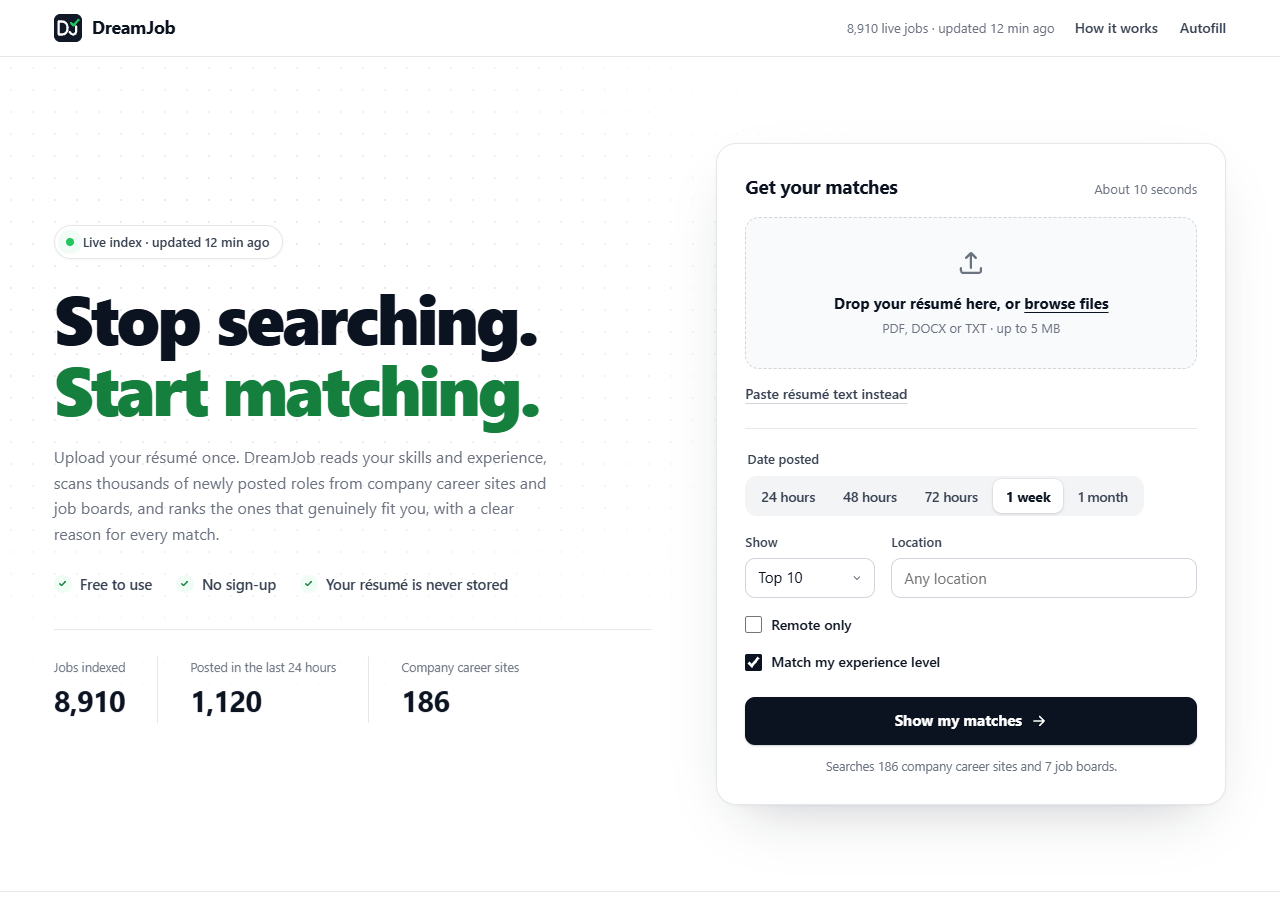 DJ DreamJob
8,910 live jobs · updated 12 min ago
How it works
Autofill
Live index · updated 12 min ago
Stop searching.
Start matching.
Upload your résumé once. DreamJob reads your skills and experience,
scans thousands of newly posted roles from company career sites and
job boards, and ranks the ones that genuinely fit you, with a clear
reason for every match.
Free to use
No sign-up
Your résumé is never stored
Jobs indexed
8,910
Posted in the last 24 hours
1,120
Company career sites
186
Get your matches
About 10 seconds
Drop your résumé here, or browse files
PDF, DOCX or TXT · up to 5 MB
Paste résumé text instead
Date posted
24 hours
48 hours
72 hours
1 week
1 month
Show
Top 10
Location
Any location
Remote only
Match my experience level
Show my matches →
Searches 186 company career sites and 7 job boards.